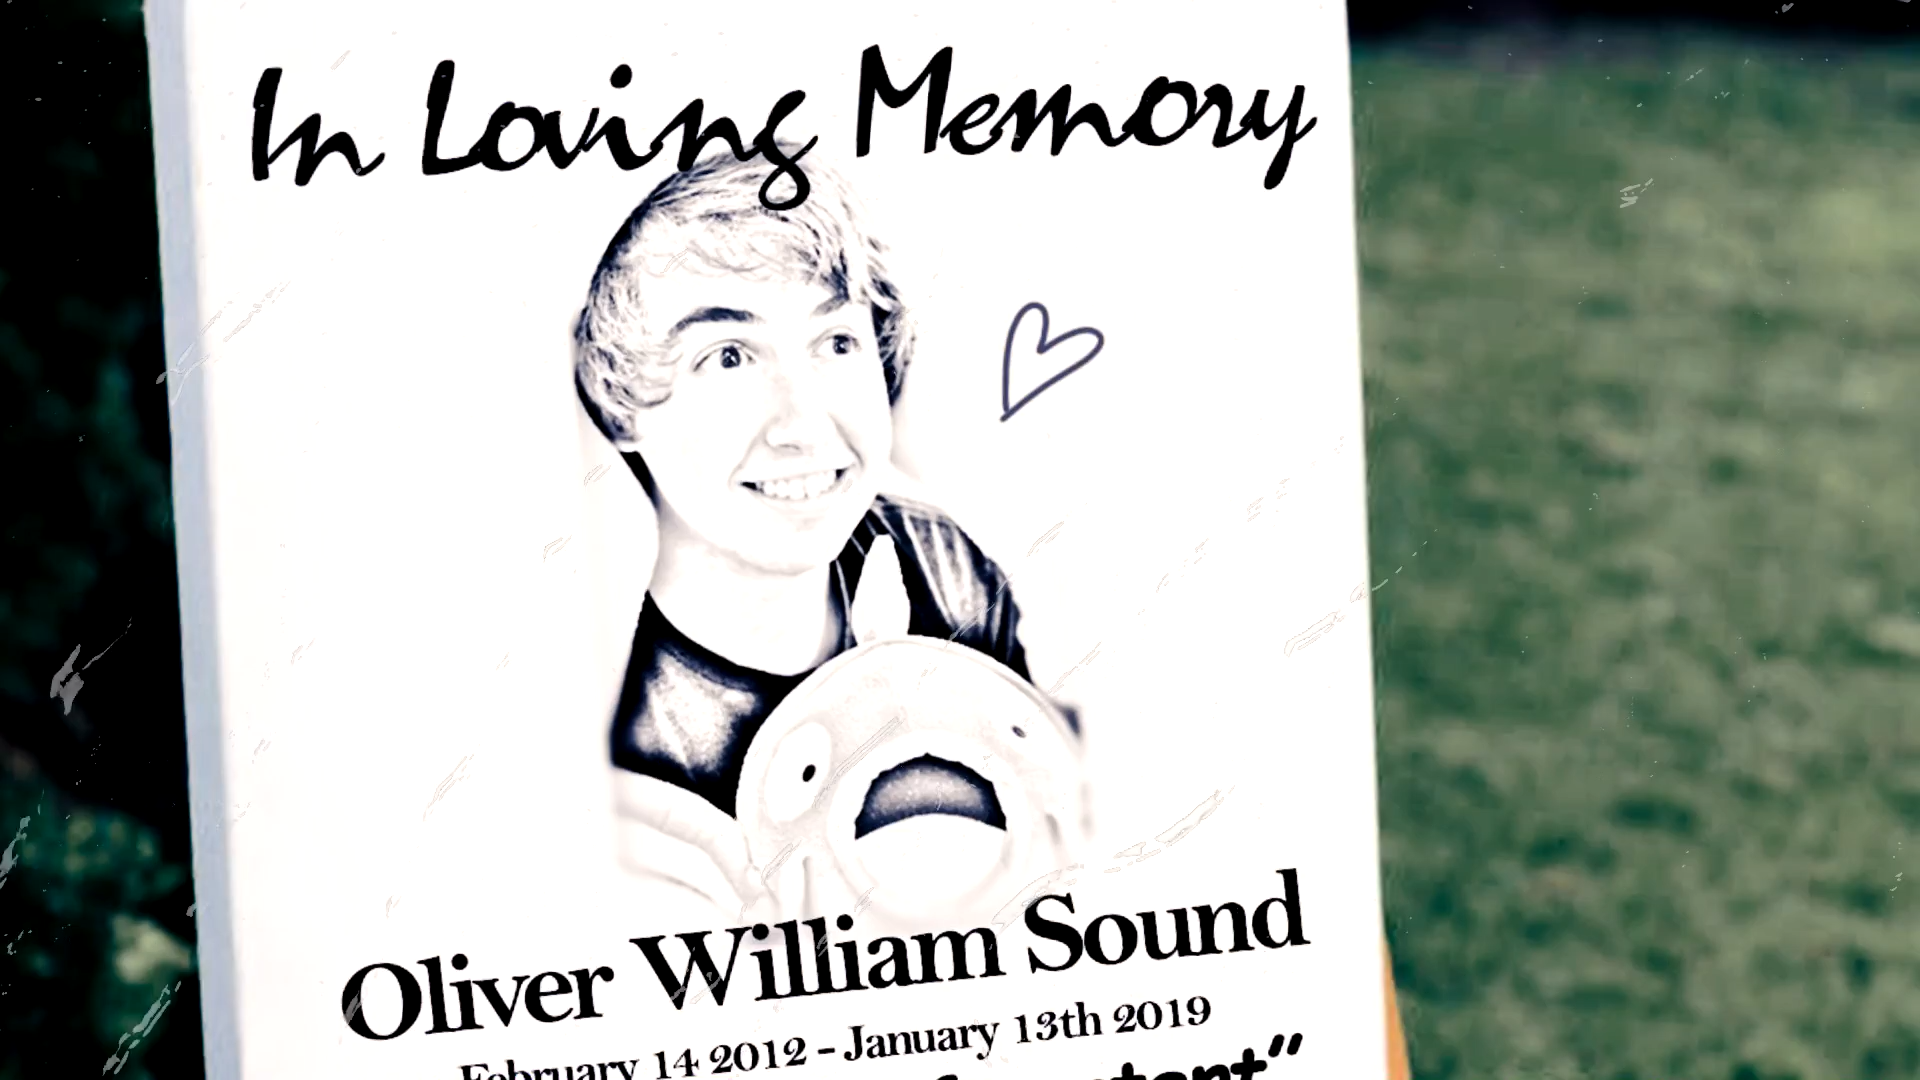 In Loving Memory
Oliver William Sound
February 14 2012 - January 13th 2019